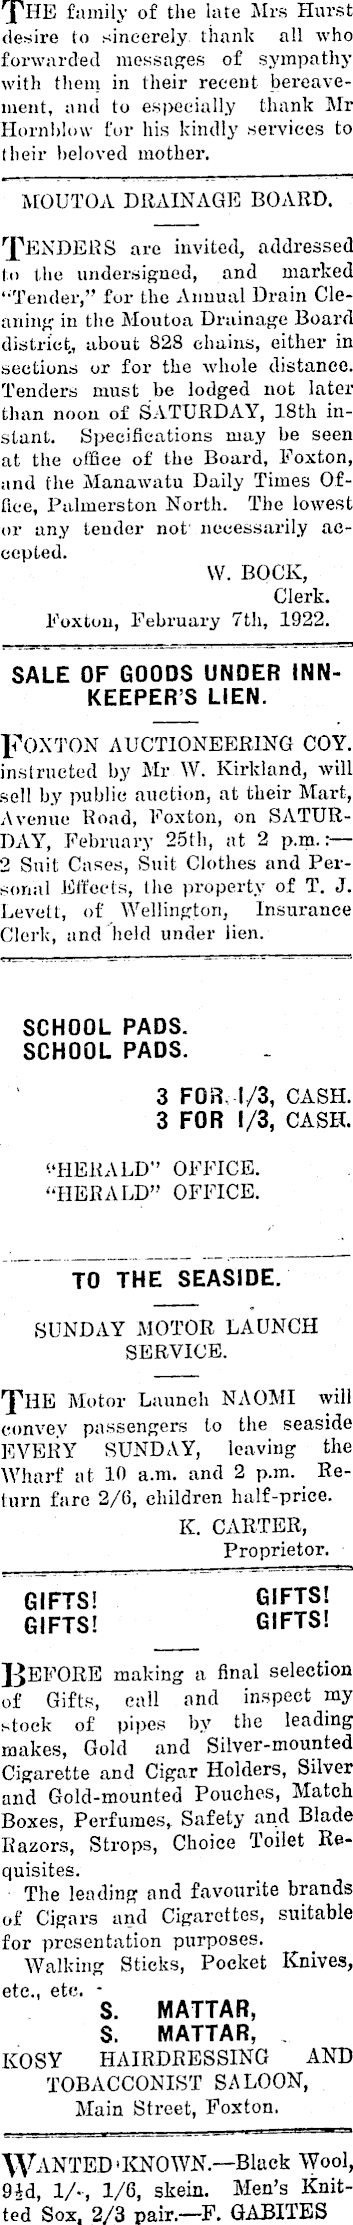 THE family of the late Mrs Hurst
desire to sincerely thank all who
forwarded messages of sympathy
with them in their recent bereave-
ment, and to especially thank Mr
Hornblow for his kindly services to
their beloved mother.
MOUTOA DRAINAGE BOARD.
TENDERS are invited, addressed
to the undersigned, and marked
"Tender," for the Annual Drain Cle-
aning in the Moutoa Drainage Board
district, about 828 chains, either in
sections or for the whole distance.
Tenders must be lodged not later
than noon of SATURDAY, 18th in-
stant. Specifications may be seen
at the office of the Board, Foxton,
and the Manawatu Daily Times Of-
fice, Palmerston North. The lowest
or any tender not necessarily ac-
cepted.
W. BOCK,
Clerk.
Foxton, February 7th, 1922.
SALE OF GOODS UNDER INN-
KEEPER'S LIEN.
FOXTON AUCTIONEERING COY.
instructed by Mr W. Kirkland, will
sell by public auction, at their Mart,
Avenue Road, Foxton, on SATUR-
DAY, February 25th, at 2 p.m.:—
2 Suit Cases, Suit Clothes and Per-
sonal Effects, the property of T. J.
Levett, of Wellington, Insurance
Clerk, and held under lien.
SCHOOL PADS.
SCHOOL PADS.
3 FOR 1/3, CASH.
3 FOR 1/3, CASH.
"HERALD" OFFICE.
"HERALD" OFFICE.
TO THE SEASIDE.
SUNDAY MOTOR LAUNCH
SERVICE.
THE Motor Launch NAOMI will
convey passengers to the seaside
EVERY SUNDAY, leaving the
Wharf at 10 a.m. and 2 p.m. Re-
turn fare 2/6, children half-price.
K. CARTER,
Proprietor.
GIFTS! GIFTS!
GIFTS! GIFTS!
BEFORE making a final selection
of Gifts, call and inspect my
stock of pipes by the leading
makes, Gold and Silver-mounted
Cigarette and Cigar Holders, Silver
and Gold-mounted Pouches, Match
Boxes, Perfumes, Safety and Blade
Razors, Strops, Choice Toilet Re-
quisites.
The leading and favourite brands
of Cigars and Cigarettes, suitable
for presentation purposes.
Walking Sticks, Pocket Knives,
etc., etc.
S. MATTAR,
S. MATTAR,
KOSY HAIRDRESSING AND
TOBACCONIST SALOON,
Main Street, Foxton.
WANTED KNOWN.—Black Wool,
9½d, 1/-, 1/6, skein. Men's Knit-
ted Sox, 2/3 pair.—F. GABITES